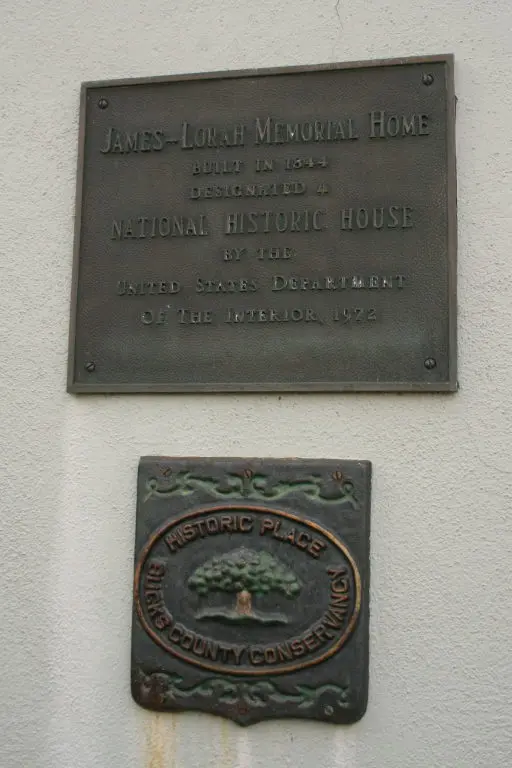 JAMES-LORAH MEMORIAL HOME
BUILT IN 1844
DESIGNATED A
NATIONAL HISTORIC HOUSE
BY THE
UNITED STATES DEPARTMENT
OF THE INTERIOR, 1972
HISTORIC PLACE
BUCKS COUNTY CONSERVANCY